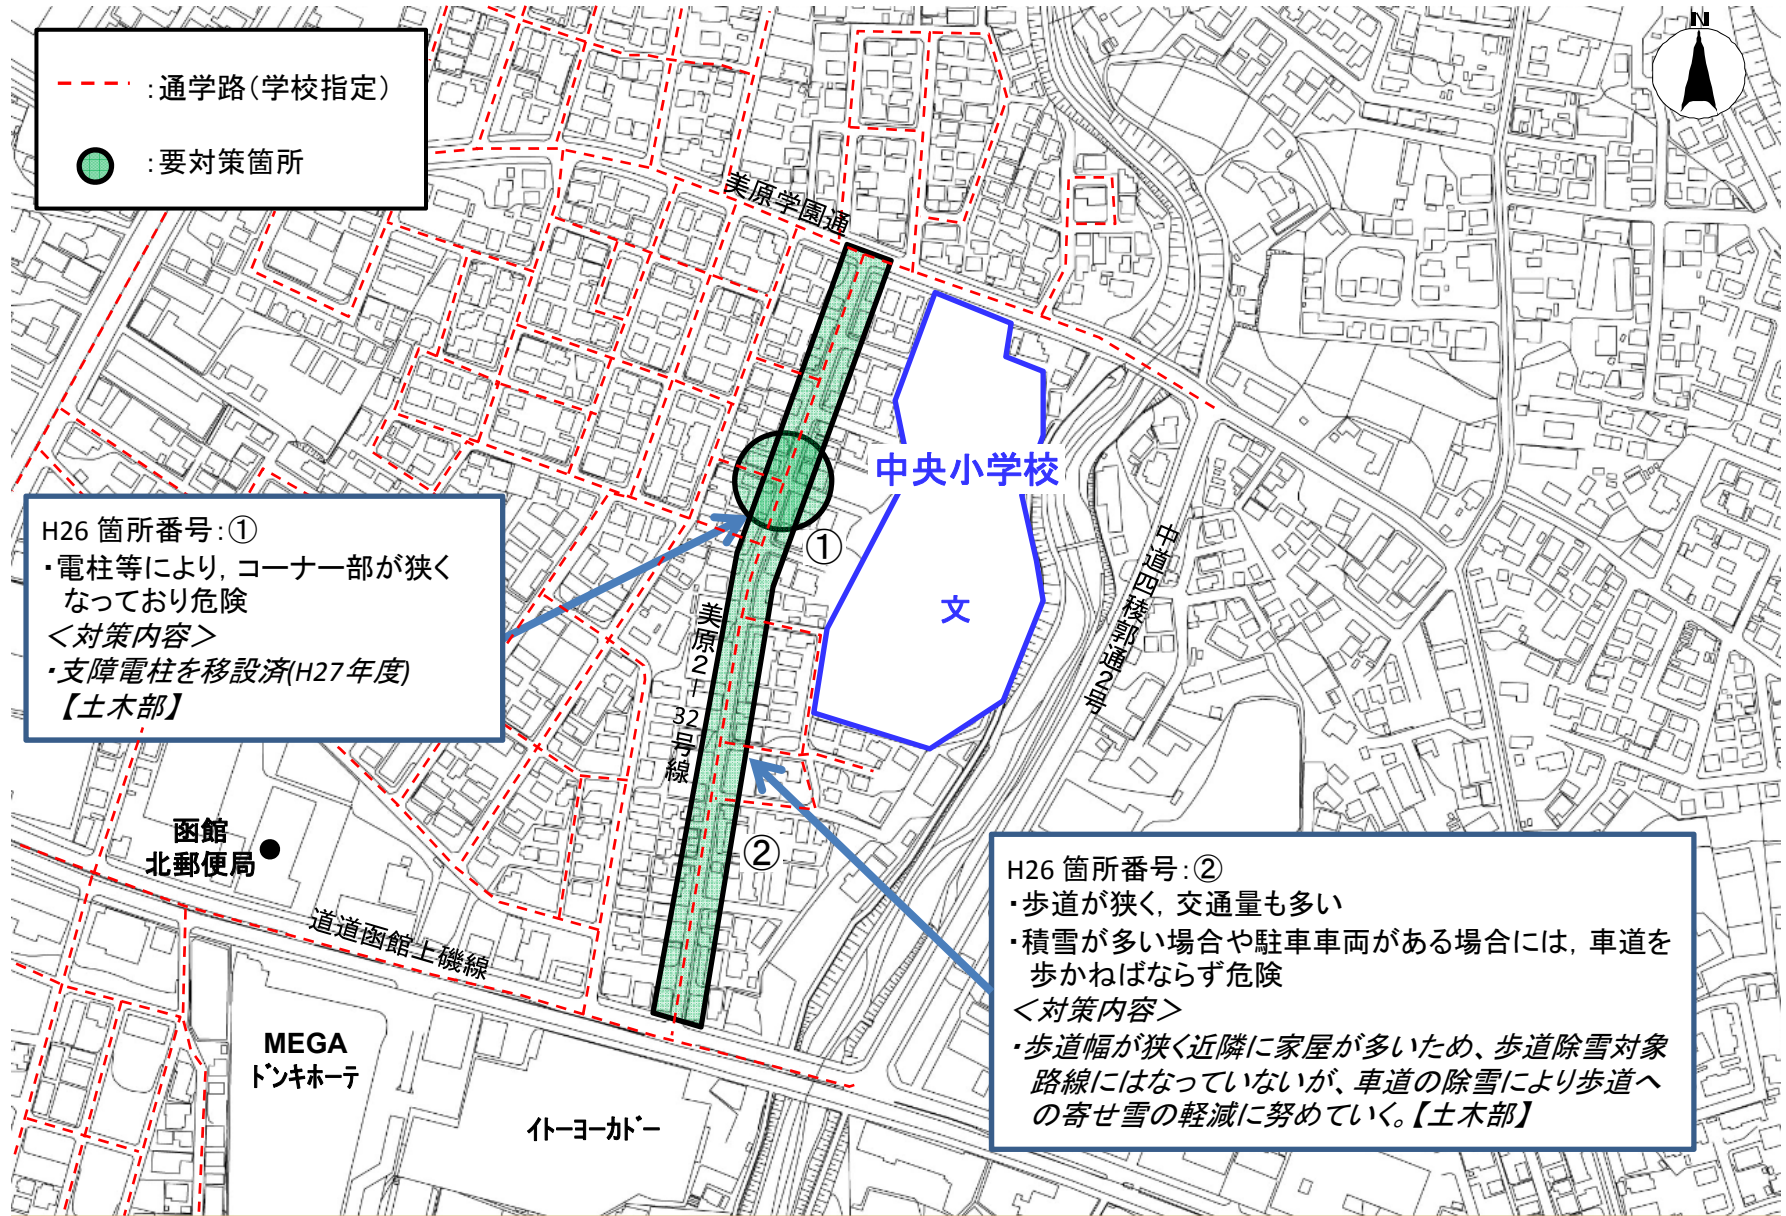 N
：通学路（学校指定）
：要対策箇所
美原学園通
中央小学校
文
①
H26 箇所番号：①
・電柱等により，コーナー部が狭く
なっており危険
＜対策内容＞
・支障電柱を移設済(H27年度)
【土木部】
美原2－32号線
中道四稜郭通2号
②
函館
北郵便局
道道函館上磯線
MEGA
ドンキホーテ
イトーヨーカドー
H26 箇所番号：②
・歩道が狭く，交通量も多い
・積雪が多い場合や駐車車両がある場合には，車道を
歩かねばならず危険
＜対策内容＞
・歩道幅が狭く近隣に家屋が多いため、歩道除雪対象
路線にはなっていないが、車道の除雪により歩道へ
の寄せ雪の軽減に努めていく。【土木部】